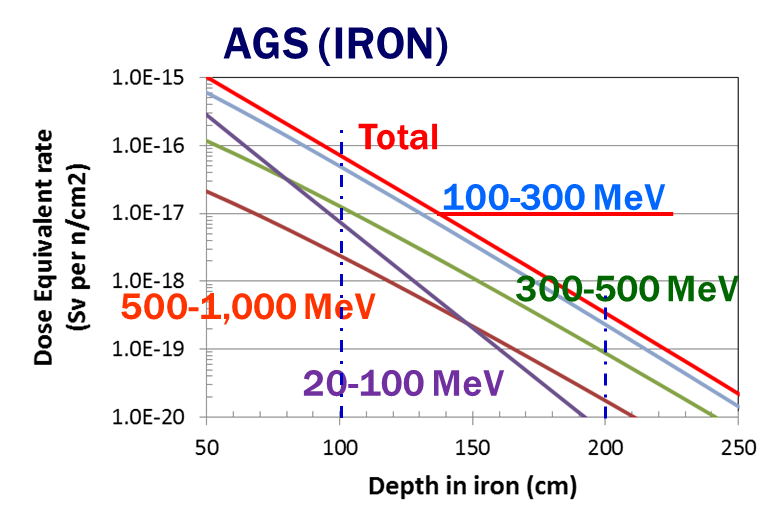 AGS (IRON)
Dose Equivalent rate
(Sv per n/cm2)
1.0E-15
1.0E-16
1.0E-17
1.0E-18
1.0E-19
1.0E-20
Total
100-300 MeV
300-500 MeV
500-1,000 MeV
20-100 MeV
50
100
150
200
250
Depth in iron (cm)